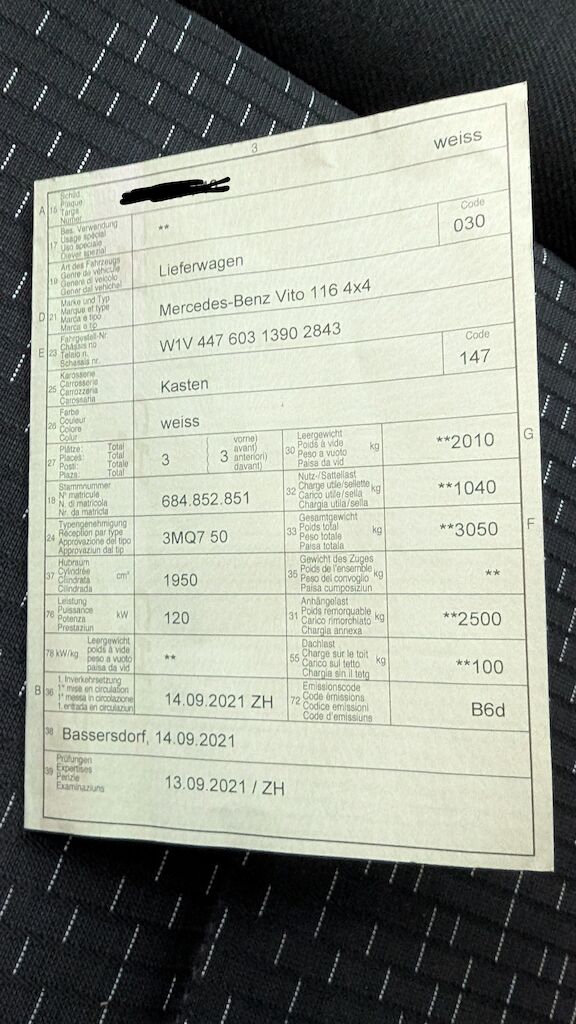 3
weiss
A 15 Schild
Plaque
Targa
Numer
17 Bes. Verwendung
Usage spécial
Uso speciale
Diever spezial
**
19 Art des Fahrzeugs
Genre de véhicule
Genere di veicolo
Gener dal vehichel
Lieferwagen
Code
030
D 21 Marke und Typ
Marque et type
Marca e tipo
Marca e tip
Mercedes-Benz Vito 116 4x4
E 23 Fahrgestell-Nr.
Châssis no
Telaio n.
Schassis nr.
W1V 447 603 1390 2843
25 Karosserie
Carrosserie
Carrozzeria
Carossaria
Kasten
Code
147
26 Farbe
Couleur
Colore
Colur
weiss
27 Plätze: Total
Places: Total
Posti: Totale
Plazs: Total
3
3
vorne)
avant)
anteriori)
davant)
30 Leergewicht
Poids à vide
Peso a vuoto
Paisa da vid
kg
**2010
G
18 Stammnummer
N° matricule
N. di matricola
Nr. da matricla
684.852.851
32 Nutz-/Sattellast
Charge utile/sellette
Carico utile/sella
Chargia utila/sella
kg
**1040
24 Typengenehmigung
Réception par type
Approvazione del tipo
Approvaziun dal tip
3MQ7 50
33 Gesamtgewicht
Poids total
Peso totale
Paisa totala
kg
**3050
F
37 Hubraum
Cylindrée
Cilindrata
Cilindrada
cm³
1950
35 Gewicht des Zuges
Poids de l'ensemble
Peso del convoglio
Paisa cumposiziun
kg
**
76 Leistung
Puissance
Potenza
Prestaziun
kW
120
31 Anhängelast
Poids remorquable
Carico rimorchiato
Chargia annexa
kg
**2500
78 kW/kg
Leergewicht
poids à vide
peso a vuoto
paisa da vid
**
55 Dachlast
Charge sur le toit
Carico sul tetto
Chargia sin il tetg
kg
**100
B 36 1. Inverkehrsetzung
1re mise en circulation
1a messa in circolazione
1. entrada en circulaziun
14.09.2021 ZH
72 Emissionscode
Code émissions
Codice emissioni
Code d'emissiuns
B6d
38 Bassersdorf, 14.09.2021
39 Prüfungen
Expertises
Perizie
Examinaziuns
13.09.2021 / ZH